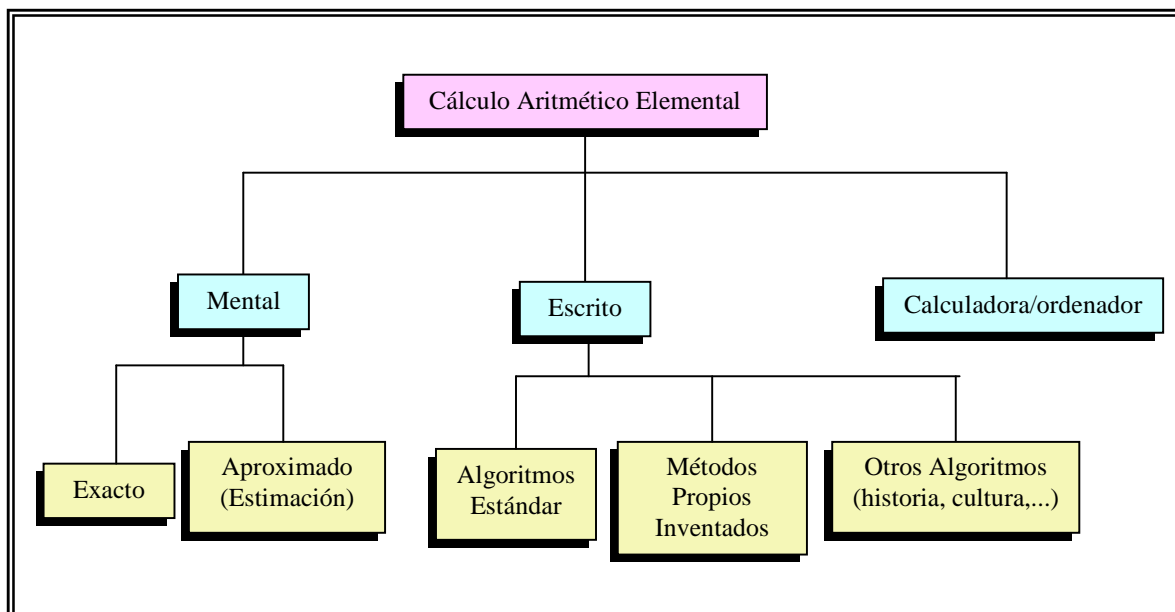 Cálculo Aritmético Elemental
Mental
Escrito
Calculadora/ordenador
Exacto
Aproximado
(Estimación)
Algoritmos
Estándar
Métodos
Propios
Inventados
Otros Algoritmos
(historia, cultura,...)